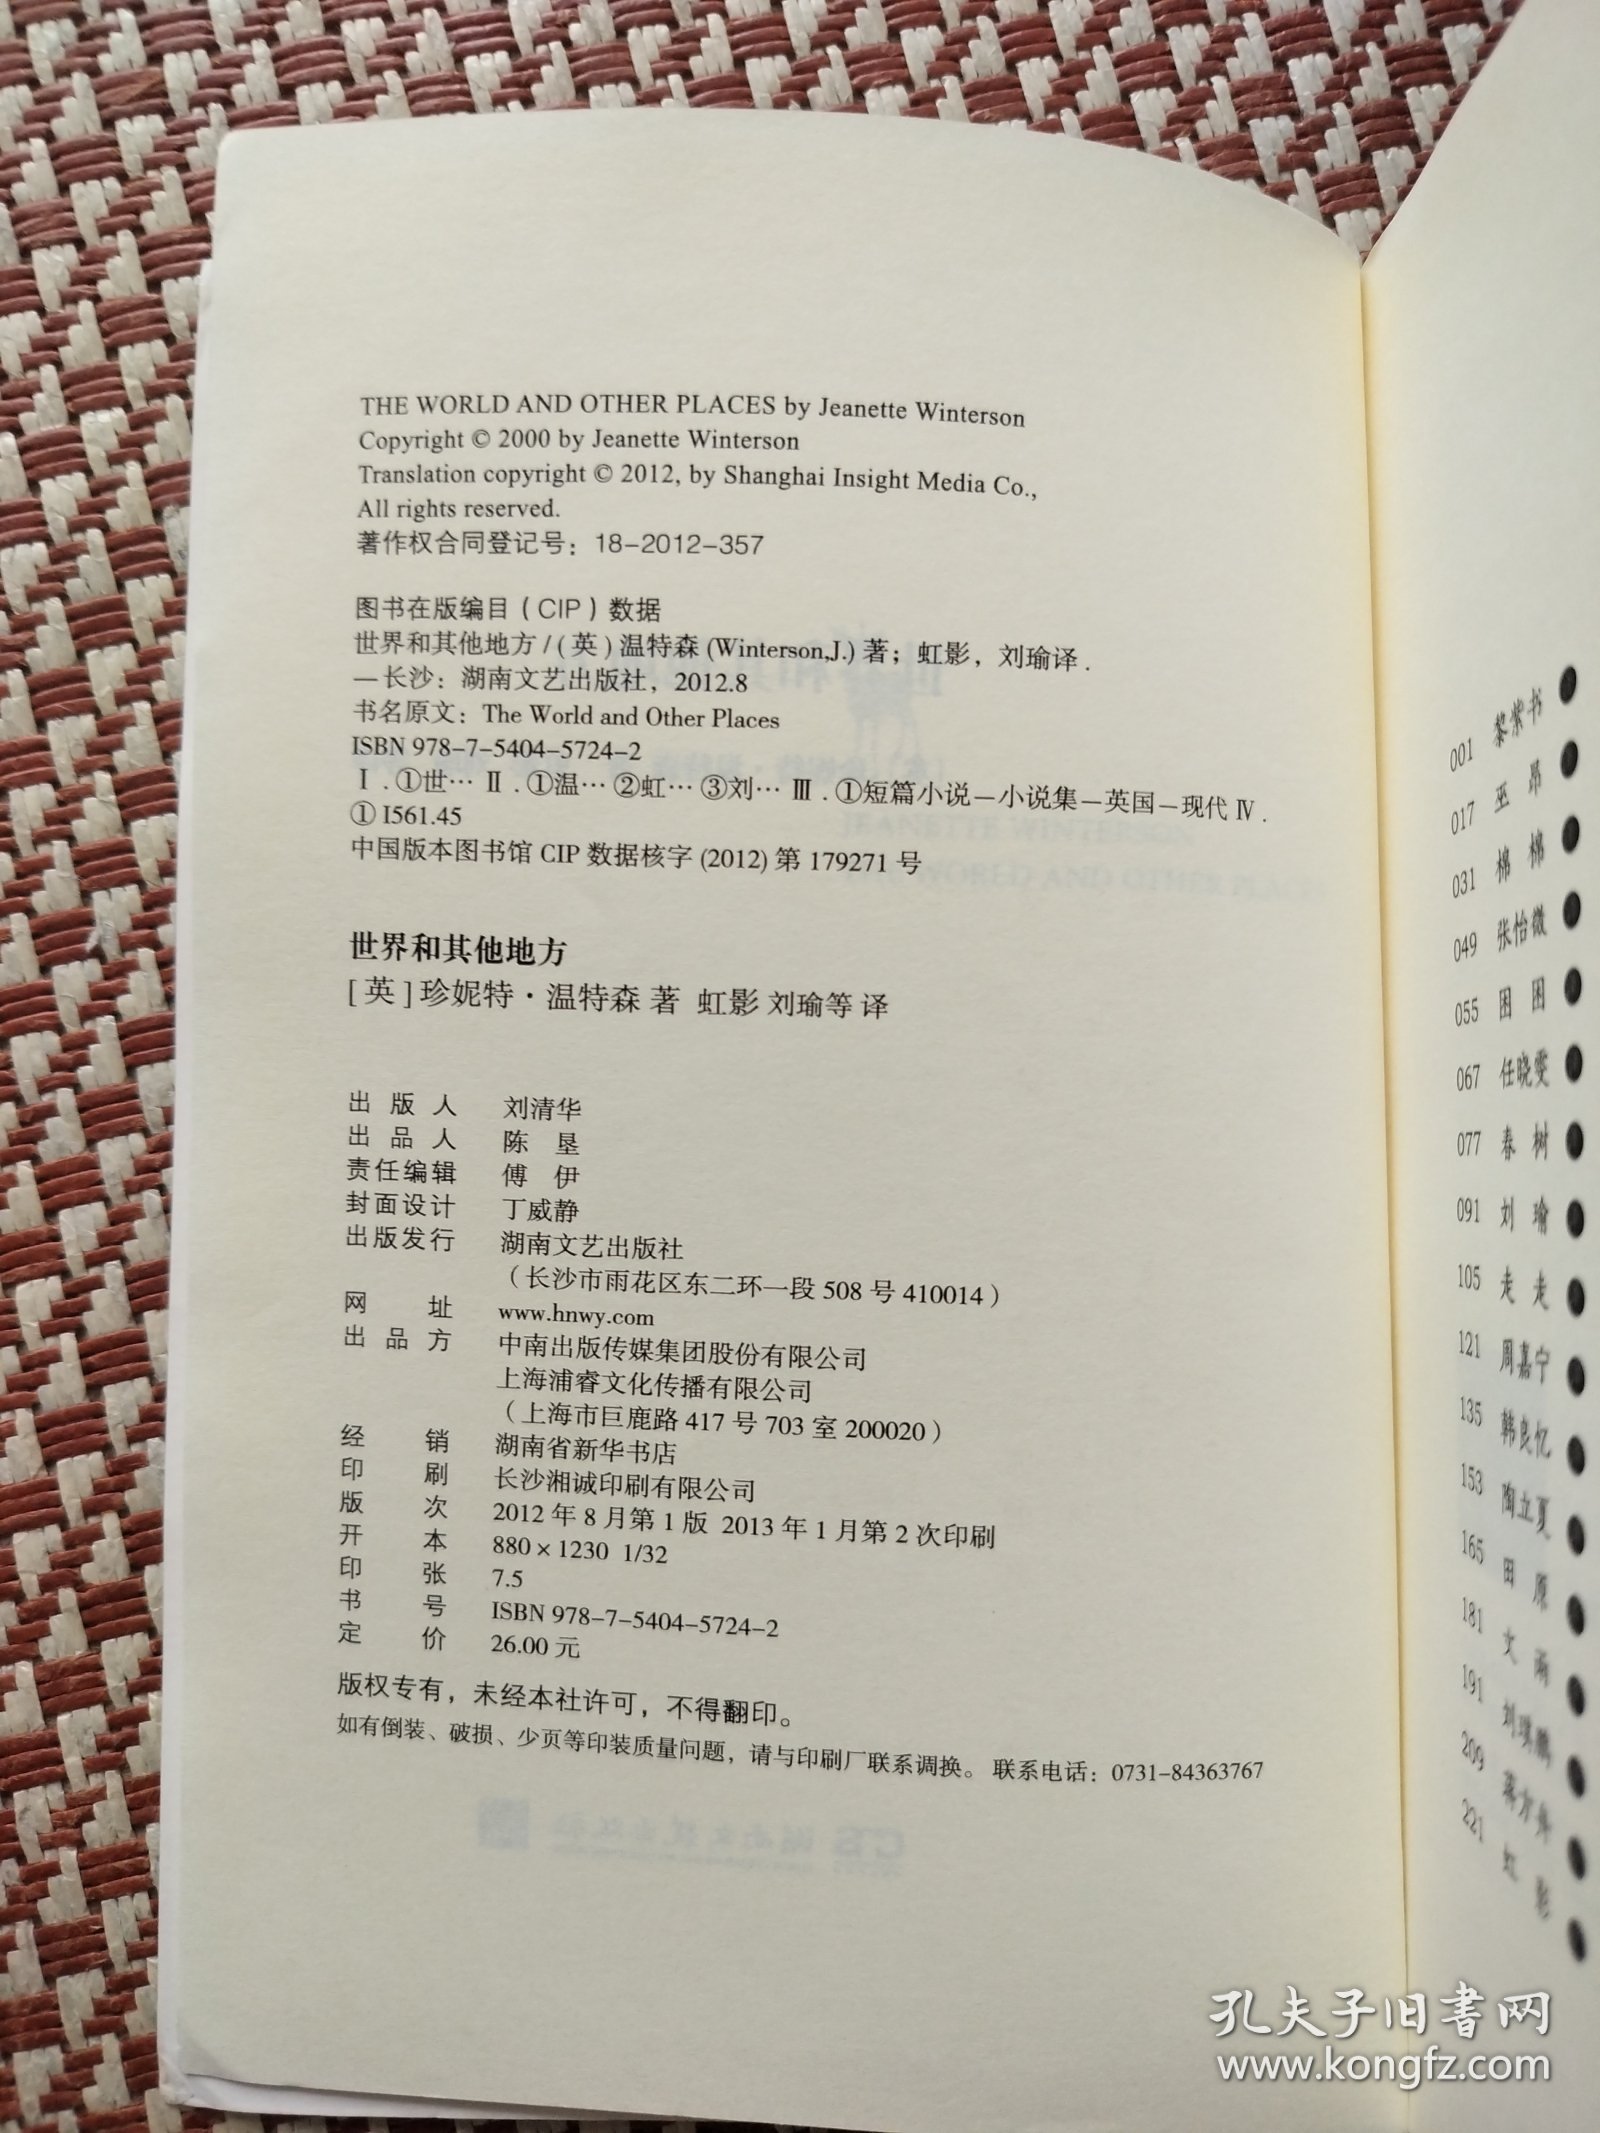 THE WORLD AND OTHER PLACES by Jeanette Winterson
Copyright © 2000 by Jeanette Winterson
Translation copyright © 2012, by Shanghai Insight Media Co.,
All rights reserved.
著作权合同登记号：18-2012-357
图书在版编目（CIP）数据
世界和其他地方 / (英) 温特森 (Winterson,J.) 著；虹影，刘瑜译 .
—长沙：湖南文艺出版社，2012.8
书名原文：The World and Other Places
ISBN 978-7-5404-5724-2
Ⅰ . ①世… Ⅱ . ①温… ②虹… ③刘… Ⅲ . ①短篇小说—小说集—英国—现代 Ⅳ .
① I561.45
中国版本图书馆 CIP 数据核字 (2012) 第 179271 号
世界和其他地方
[ 英 ] 珍妮特·温特森 著 虹影 刘瑜等 译
出版人 刘清华
出品人 陈 垦
责任编辑 傅 伊
封面设计 丁威静
出版发行 湖南文艺出版社
（长沙市雨花区东二环一段 508 号 410014）
网 址 www.hnwy.com
出品方 中南出版传媒集团股份有限公司
上海浦睿文化传播有限公司
（上海市巨鹿路 417 号 703 室 200020）
经 销 湖南省新华书店
印 刷 长沙湘诚印刷有限公司
版 次 2012 年 8 月第 1 版 2013 年 1 月第 2 次印刷
开 本 880 × 1230 1/32
印 张 7.5
书 号 ISBN 978-7-5404-5724-2
定 价 26.00 元
版权专有，未经本社许可，不得翻印。
如有倒装、破损、少页等印装质量问题，请与印刷厂联系调换。 联系电话：0731-84363767
001 黎紫书
017 巫 昂
031 棉 棉
049 张怡微
055 困 困
067 任晓雯
077 春 树
091 刘 瑜
105 走 走
121 周嘉宁
135 韩良忆
153 陶立夏
165 田 原
181 文 雨
191 刘琪鹏
209 蒋方舟
221 虹 影
孔夫子旧书网
www.kongfz.com